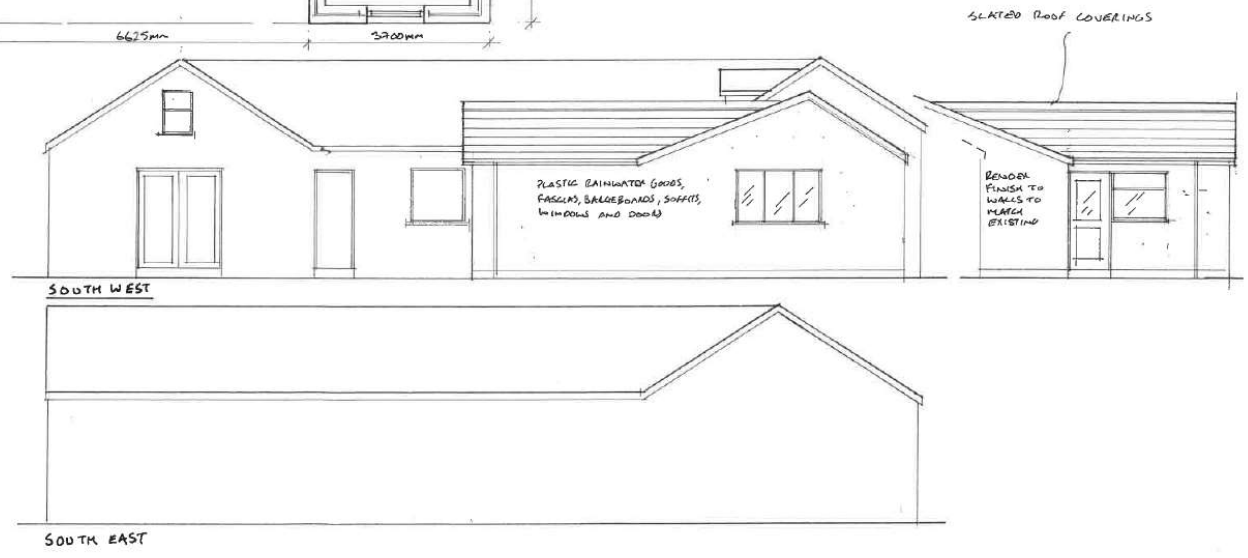 SLATED ROOF COVERINGS
6625mm
3700mm
PLASTIC RAINWATER GOODS,
FASCIAS, BARGEBOARDS, SOFFITS,
WINDOWS AND DOORS
RENDER
FINISH TO
WALLS TO
MATCH
EXISTING
SOUTH WEST
SOUTH EAST